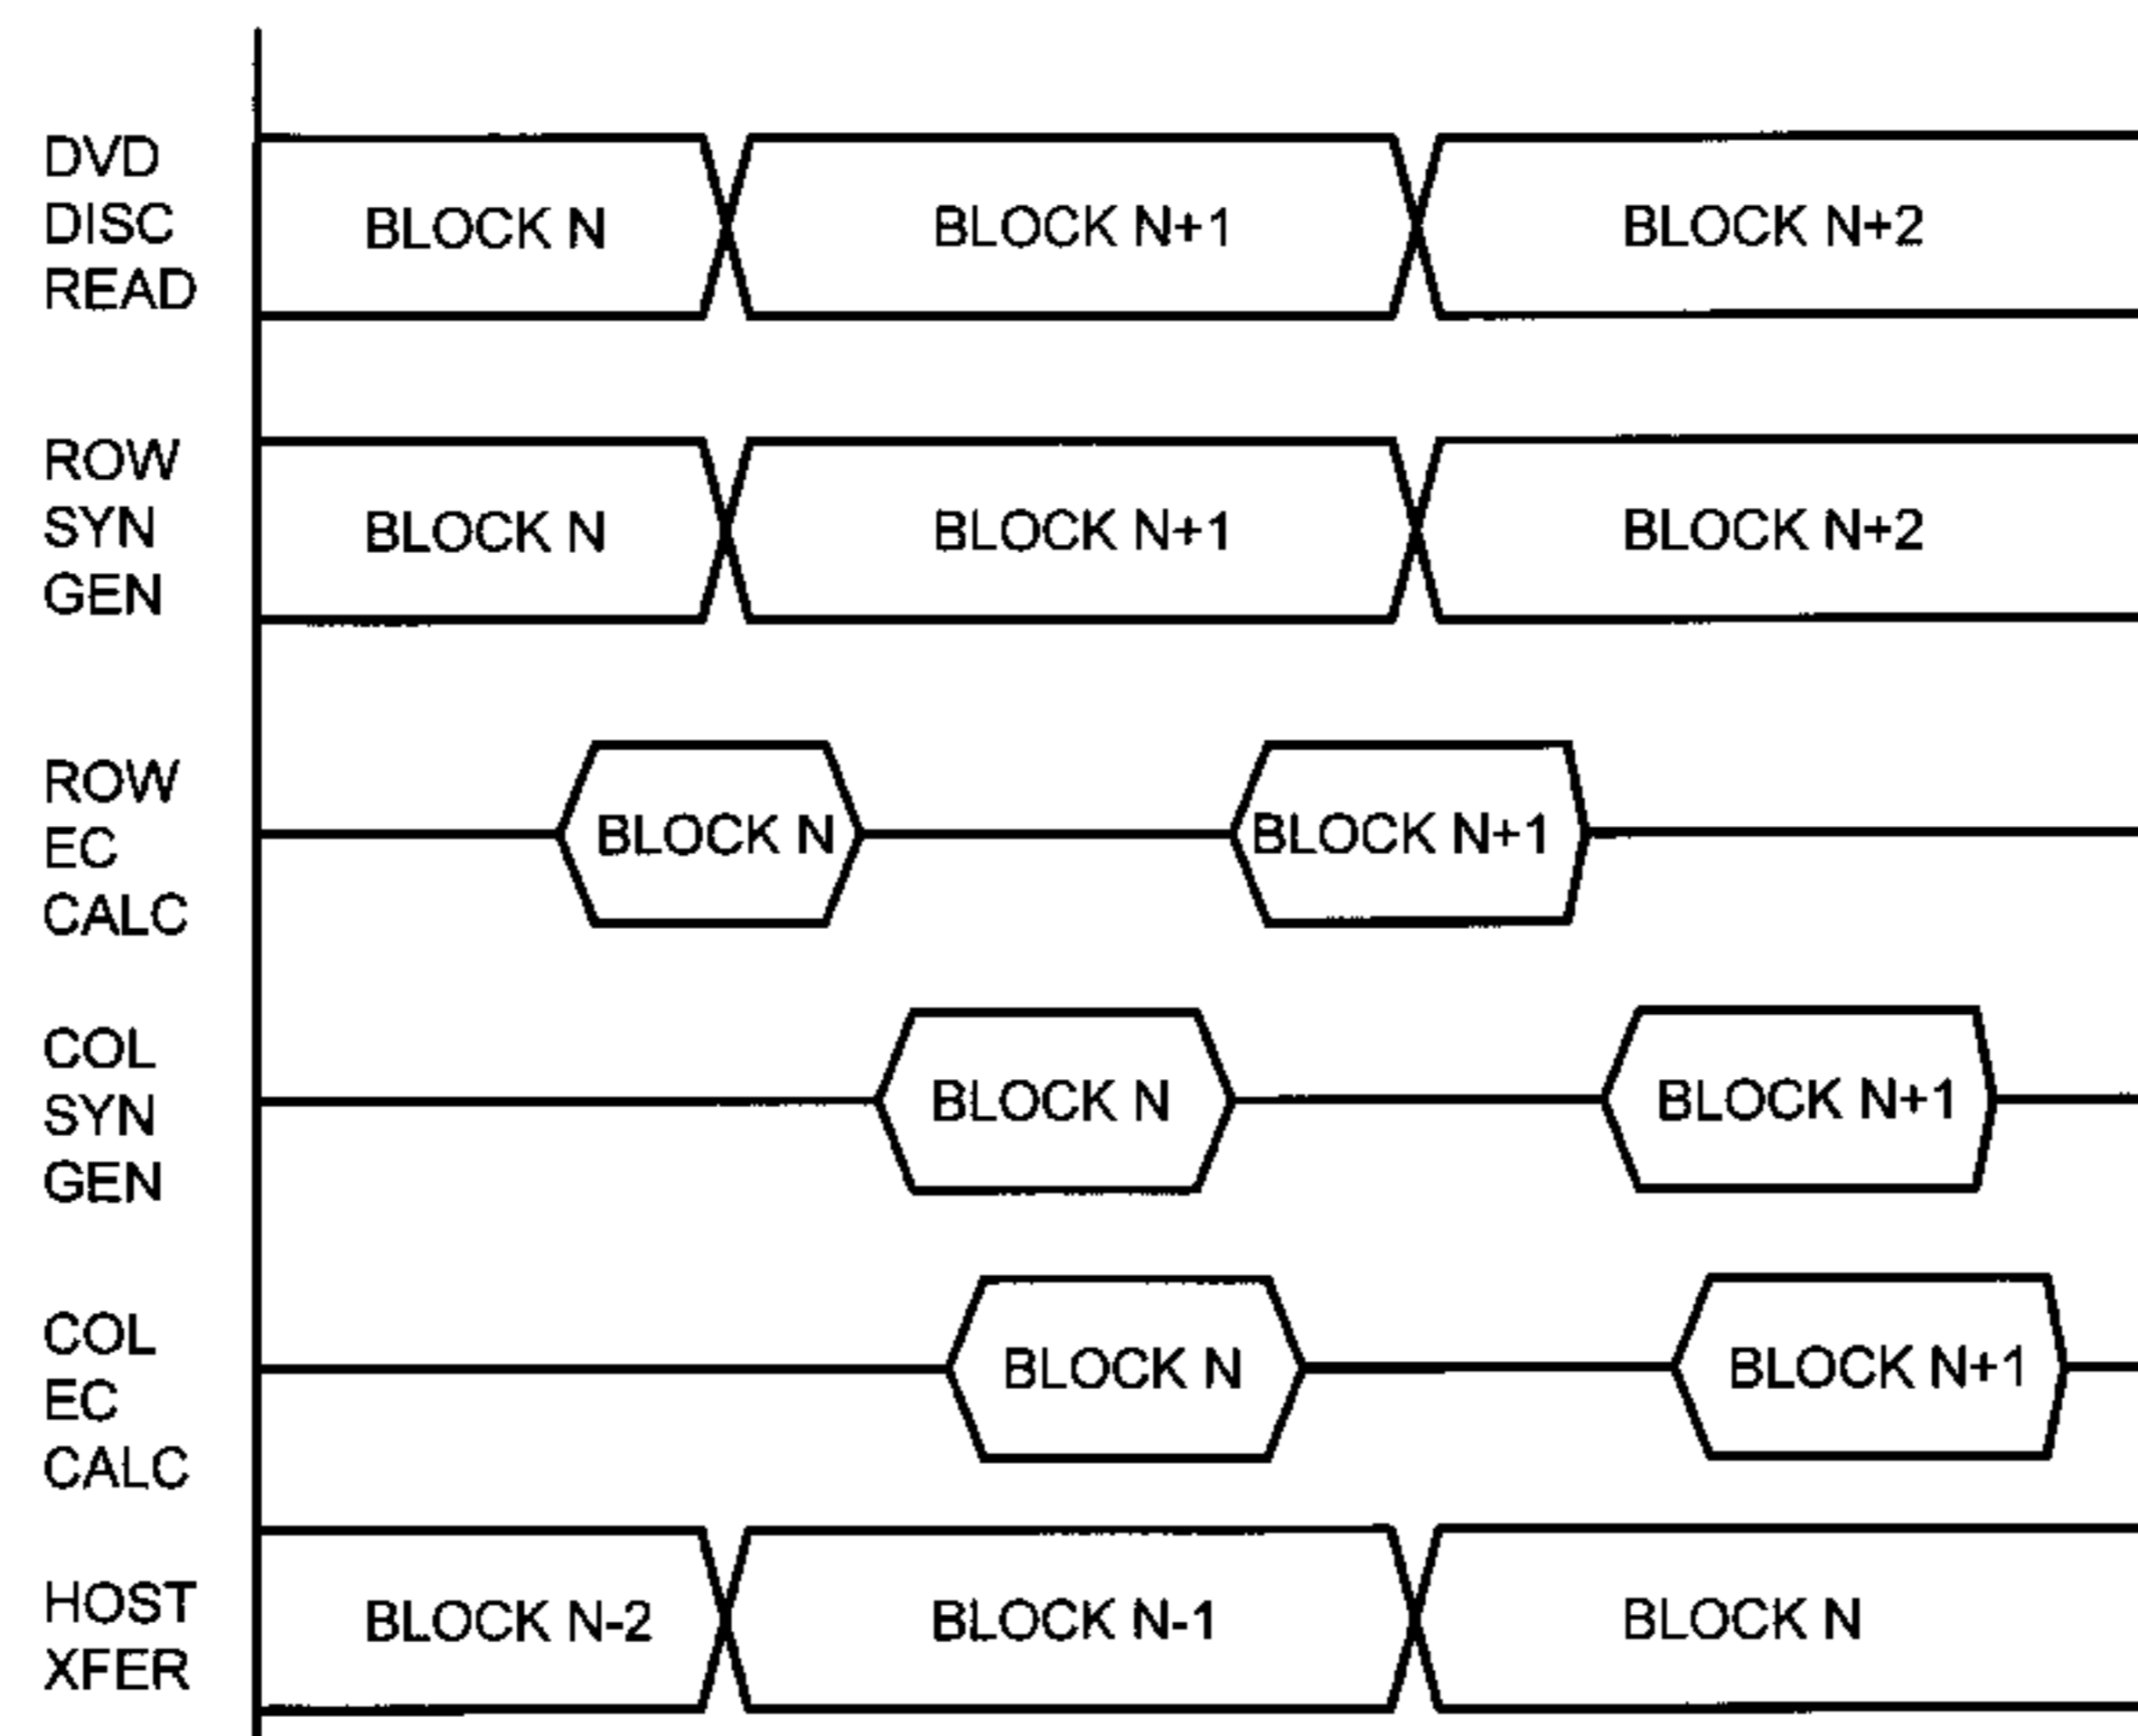 DVD
DISC
READ
BLOCK N
BLOCK N+1
BLOCK N+2
ROW
SYN
GEN
BLOCK N
BLOCK N+1
BLOCK N+2
ROW
EC
CALC
BLOCK N
BLOCK N+1
COL
SYN
GEN
BLOCK N
BLOCK N+1
COL
EC
CALC
BLOCK N
BLOCK N+1
HOST
XFER
BLOCK N-2
BLOCK N-1
BLOCK N